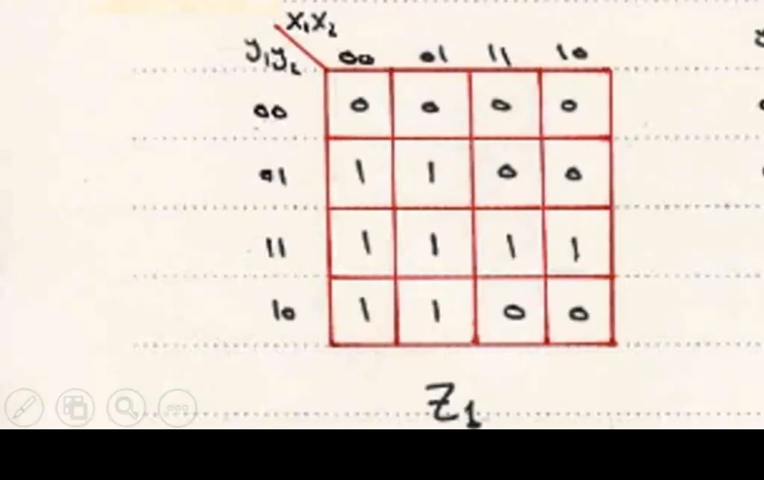 x₁x₂
y₁y₂ 00 01 11 10
00 0 0 0 0
01 1 1 0 0
11 1 1 1 1
10 1 1 0 0
Z₁